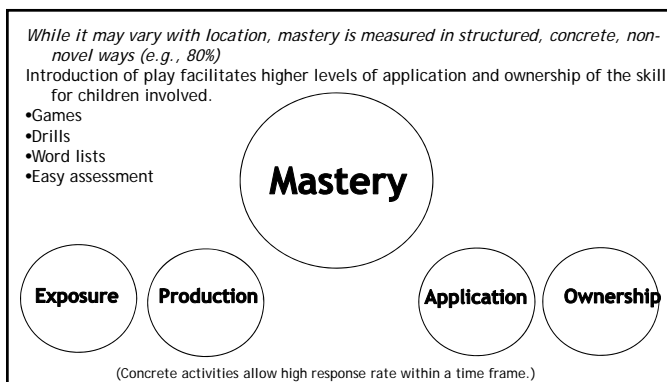 While it may vary with location, mastery is measured in structured, concrete, non-
novel ways (e.g., 80%)
Introduction of play facilitates higher levels of application and ownership of the skill
for children involved.
•Games
•Drills
•Word lists
•Easy assessment
Mastery
Exposure
Production
Application
Ownership
(Concrete activities allow high response rate within a time frame.)